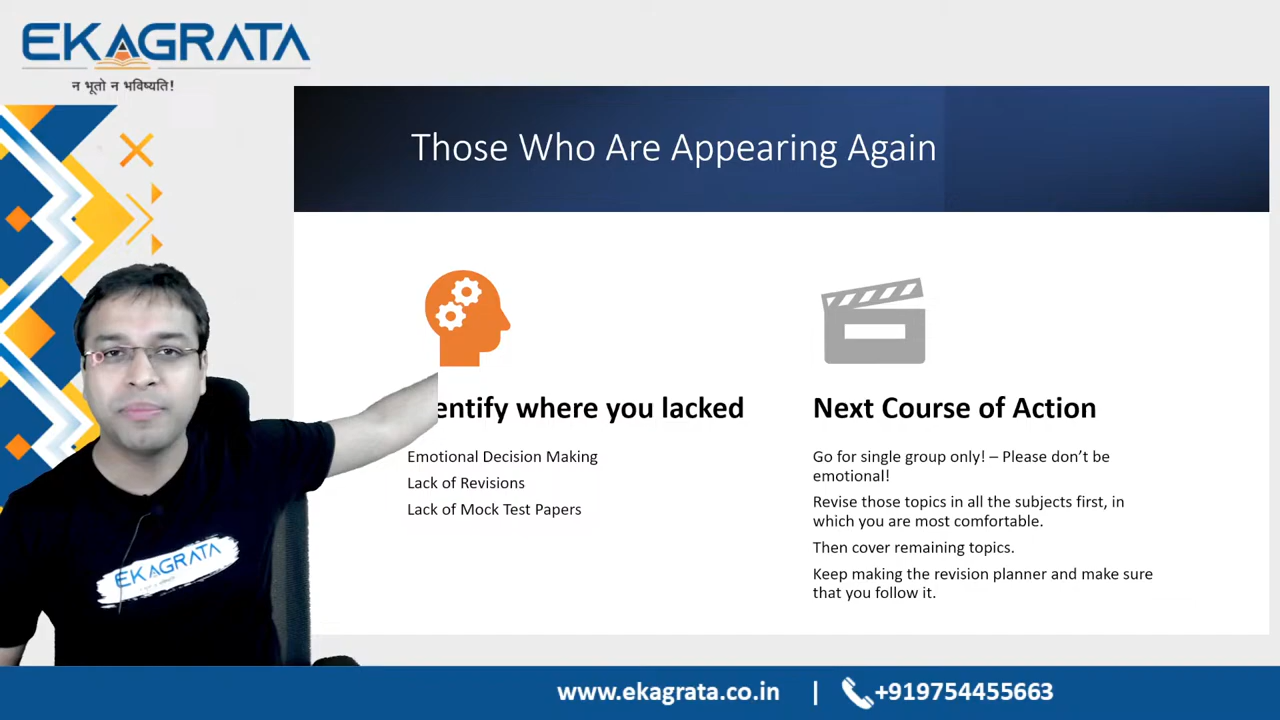 EKAGRATA
न भूतो न भविष्यति!
Those Who Are Appearing Again
entify where you lacked
Emotional Decision Making
Lack of Revisions
Lack of Mock Test Papers
Next Course of Action
Go for single group only! – Please don’t be
emotional!
Revise those topics in all the subjects first, in
which you are most comfortable.
Then cover remaining topics.
Keep making the revision planner and make sure
that you follow it.
EKAGRATA
www.ekagrata.co.in | +919754455663